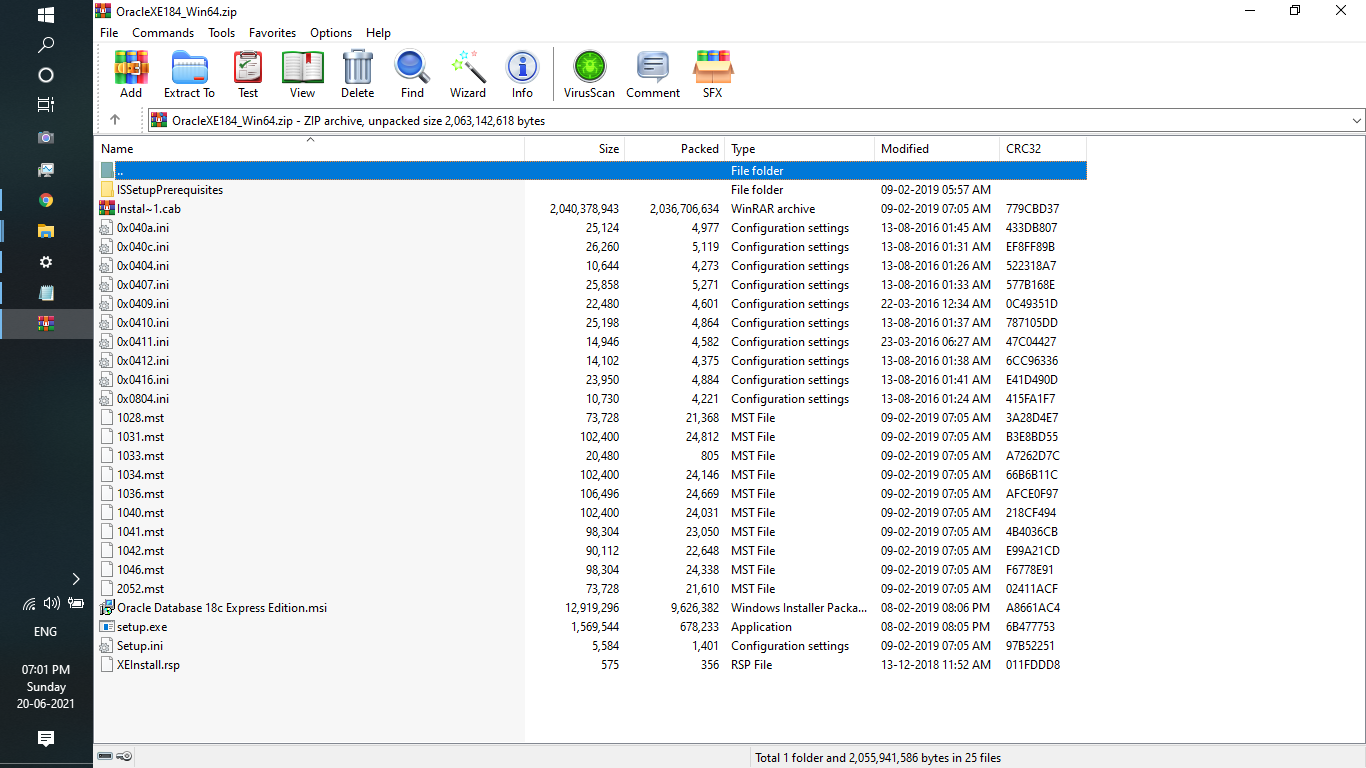 OracleXE184_Win64.zip
File Commands Tools Favorites Options Help
Add Extract To Test View Delete Find Wizard Info VirusScan Comment SFX
OracleXE184_Win64.zip - ZIP archive, unpacked size 2,063,142,618 bytes
Name Size Packed Type Modified CRC32
.. File folder
ISSetupPrerequisites File folder 09-02-2019 05:57 AM
Instal~1.cab 2,040,378,943 2,036,706,634 WinRAR archive 09-02-2019 07:05 AM 779CBD37
0x040a.ini 25,124 4,977 Configuration settings 13-08-2016 01:45 AM 433DB807
0x040c.ini 26,260 5,119 Configuration settings 13-08-2016 01:31 AM EF8FF89B
0x0404.ini 10,644 4,273 Configuration settings 13-08-2016 01:26 AM 522318A7
0x0407.ini 25,858 5,271 Configuration settings 13-08-2016 01:33 AM 577B168E
0x0409.ini 22,480 4,601 Configuration settings 22-03-2016 12:34 AM 0C49351D
0x0410.ini 25,198 4,864 Configuration settings 13-08-2016 01:37 AM 787105DD
0x0411.ini 14,946 4,582 Configuration settings 23-03-2016 06:27 AM 47C04427
0x0412.ini 14,102 4,375 Configuration settings 13-08-2016 01:38 AM 6CC96336
0x0416.ini 23,950 4,884 Configuration settings 13-08-2016 01:41 AM E41D490D
0x0804.ini 10,730 4,221 Configuration settings 13-08-2016 01:24 AM 415FA1F7
1028.mst 73,728 21,368 MST File 09-02-2019 07:05 AM 3A28D4E7
1031.mst 102,400 24,812 MST File 09-02-2019 07:05 AM B3E8BD55
1033.mst 20,480 805 MST File 09-02-2019 07:05 AM A7262D7C
1034.mst 102,400 24,146 MST File 09-02-2019 07:05 AM 66B6B11C
1036.mst 106,496 24,669 MST File 09-02-2019 07:05 AM AFCE0F97
1040.mst 102,400 24,031 MST File 09-02-2019 07:05 AM 218CF494
1041.mst 98,304 23,050 MST File 09-02-2019 07:05 AM 4B4036CB
1042.mst 90,112 22,648 MST File 09-02-2019 07:05 AM E99A21CD
1046.mst 98,304 24,338 MST File 09-02-2019 07:05 AM F6778E91
2052.mst 73,728 21,610 MST File 09-02-2019 07:05 AM 02411ACF
Oracle Database 18c Express Edition.msi 12,919,296 9,626,382 Windows Installer Packa... 08-02-2019 08:06 PM A8661AC4
setup.exe 1,569,544 678,233 Application 08-02-2019 08:05 PM 6B477753
Setup.ini 5,584 1,401 Configuration settings 09-02-2019 07:05 AM 97B52251
XEInstall.rsp 575 356 RSP File 13-12-2018 11:52 AM 011FDDD8
Total 1 folder and 2,055,941,586 bytes in 25 files
ENG
07:01 PM
Sunday
20-06-2021